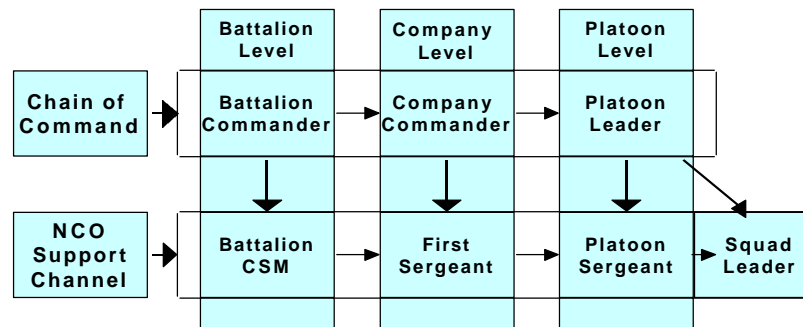 Battalion
Level
Company
Level
Platoon
Level
Chain of
Command
Battalion
Commander
Company
Commander
Platoon
Leader
NCO
Support
Channel
Battalion
CSM
First
Sergeant
Platoon
Sergeant
Squad
Leader